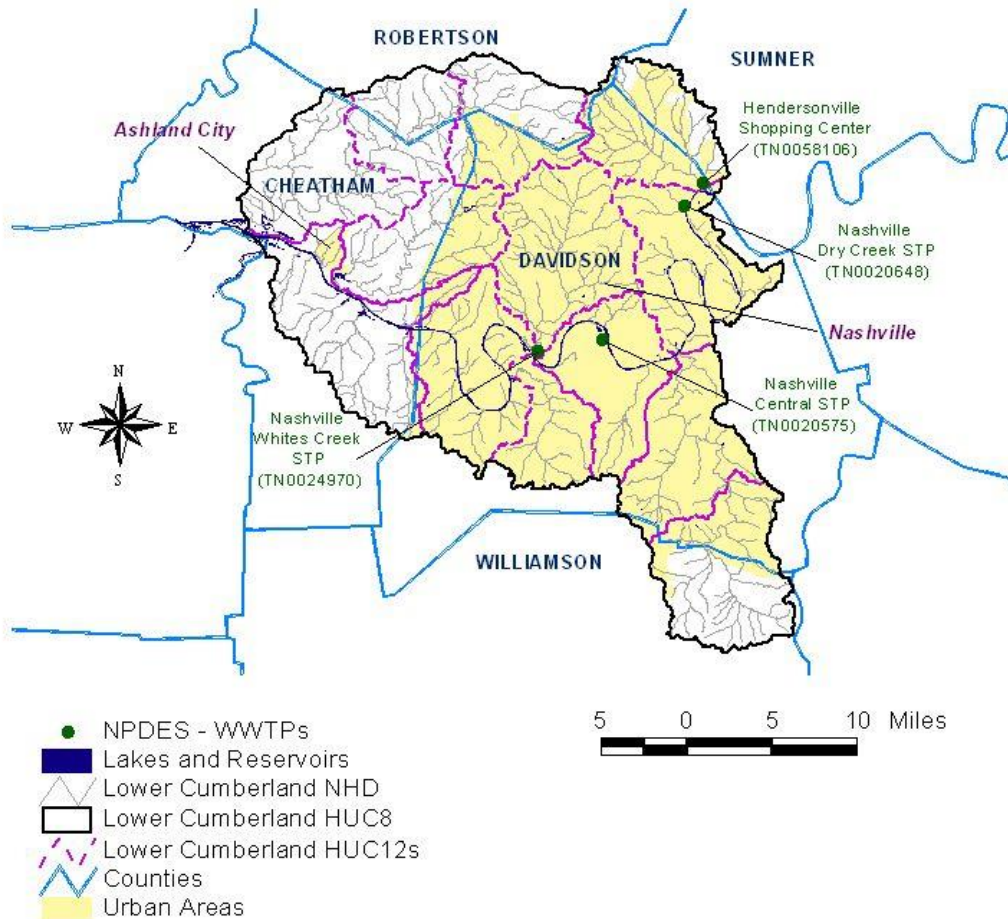 ROBERTSON
SUMNER
Hendersonville
Shopping Center
(TN0058106)
Ashland City
CHEATHAM
Nashville
Dry Creek STP
(TN0020648)
DAVIDSON
Nashville
Nashville
Central STP
(TN0020575)
Nashville
Whites Creek
STP
(TN0024970)
N
W E
S
WILLIAMSON
5 0 5 10 Miles
NPDES - WWTPs
Lakes and Reservoirs
Lower Cumberland NHD
Lower Cumberland HUC8
Lower Cumberland HUC12s
Counties
Urban Areas